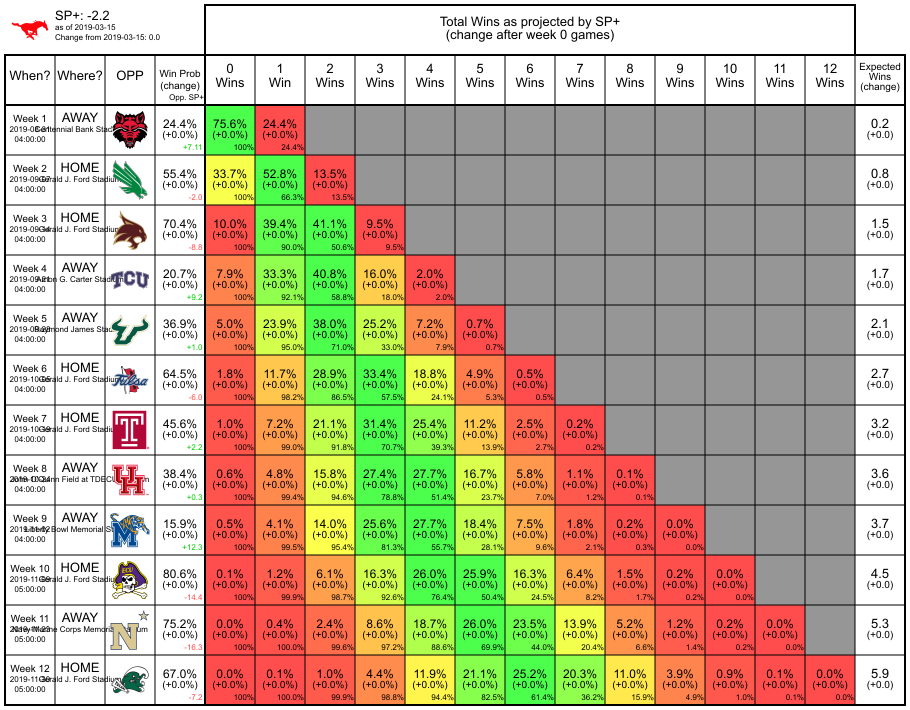 SP+: -2.2
as of 2019-03-15
Change from 2019-03-15: 0.0
Total Wins as projected by SP+
(change after week 0 games)
When? Where? OPP Win Prob (change) Opp. SP+ 0 Wins 1 Win 2 Wins 3 Wins 4 Wins 5 Wins 6 Wins 7 Wins 8 Wins 9 Wins 10 Wins 11 Wins 12 Wins Expected Wins (change)
Week 1 AWAY 24.4% 75.6% 24.4% 0.2
Centennial Bank (+0.0%) (+0.0%) (+0.0%) (+0.0)
04:00:00 +7.11 100% 24.4%
Week 2 HOME 55.4% 33.7% 52.8% 13.5% 0.8
Gerald J. Ford Stadium (+0.0%) (+0.0%) (+0.0%) (+0.0%) (+0.0)
04:00:00 -2.0 100% 66.3% 13.5%
Week 3 HOME 70.4% 10.0% 39.4% 41.1% 9.5% 1.5
Gerald J. Ford Stadium (+0.0%) (+0.0%) (+0.0%) (+0.0%) (+0.0%) (+0.0)
04:00:00 -8.8 100% 90.0% 50.6% 9.5%
Week 4 AWAY TCU 20.7% 7.9% 33.3% 40.8% 16.0% 2.0% 1.7
G. Carter Stadium (+0.0%) (+0.0%) (+0.0%) (+0.0%) (+0.0%) (+0.0%) (+0.0)
04:00:00 +9.2 100% 92.1% 58.8% 18.0% 2.0%
Week 5 AWAY 36.9% 5.0% 23.9% 38.0% 25.2% 7.2% 0.7% 2.1
Raymond James (+0.0%) (+0.0%) (+0.0%) (+0.0%) (+0.0%) (+0.0%) (+0.0%) (+0.0)
04:00:00 +1.0 100% 95.0% 71.0% 33.0% 7.9% 0.7%
Week 6 HOME Tulsa 64.5% 1.8% 11.7% 28.9% 33.4% 18.8% 4.9% 0.5% 2.7
Gerald J. Ford Stadium (+0.0%) (+0.0%) (+0.0%) (+0.0%) (+0.0%) (+0.0%) (+0.0%) (+0.0%) (+0.0)
04:00:00 -6.0 100% 98.2% 86.5% 57.5% 24.1% 5.3% 0.5%
Week 7 HOME T 45.6% 1.0% 7.2% 21.1% 31.4% 25.4% 11.2% 2.5% 0.2% 3.2
Gerald J. Ford (+0.0%) (+0.0%) (+0.0%) (+0.0%) (+0.0%) (+0.0%) (+0.0%) (+0.0%) (+0.0%) (+0.0)
04:00:00 +2.2 100% 99.0% 91.8% 70.7% 39.3% 13.9% 2.7% 0.2%
Week 8 AWAY UH 38.4% 0.6% 4.8% 15.8% 27.4% 27.7% 16.7% 5.8% 1.1% 0.1% 3.6
Field at (+0.0%) (+0.0%) (+0.0%) (+0.0%) (+0.0%) (+0.0%) (+0.0%) (+0.0%) (+0.0%) (+0.0%) (+0.0)
04:00:00 +0.3 100% 99.4% 94.6% 78.8% 51.4% 23.7% 7.0% 1.2% 0.1%
Week 9 AWAY M 15.9% 0.5% 4.1% 14.0% 25.6% 27.7% 18.4% 7.5% 1.8% 0.2% 0.0% 3.7
Bowl Memorial (+0.0%) (+0.0%) (+0.0%) (+0.0%) (+0.0%) (+0.0%) (+0.0%) (+0.0%) (+0.0%) (+0.0%) (+0.0%) (+0.0)
04:00:00 +12.3 100% 99.5% 95.4% 81.3% 55.7% 28.1% 9.6% 2.1% 0.3% 0.0%
Week 10 HOME ECU 80.6% 0.1% 1.2% 6.1% 16.3% 26.0% 25.9% 16.3% 6.4% 1.5% 0.2% 0.0% 4.5
Gerald J. Ford Stadium (+0.0%) (+0.0%) (+0.0%) (+0.0%) (+0.0%) (+0.0%) (+0.0%) (+0.0%) (+0.0%) (+0.0%) (+0.0%) (+0.0%) (+0.0)
05:00:00 -14.4 100% 99.9% 98.7% 92.6% 76.4% 50.4% 24.5% 8.2% 1.7% 0.2% 0.0%
Week 11 AWAY N 75.2% 0.0% 0.4% 2.4% 8.6% 18.7% 26.0% 23.5% 13.9% 5.2% 1.2% 0.2% 0.0% 5.3
Corps Memorial (+0.0%) (+0.0%) (+0.0%) (+0.0%) (+0.0%) (+0.0%) (+0.0%) (+0.0%) (+0.0%) (+0.0%) (+0.0%) (+0.0%) (+0.0%) (+0.0)
05:00:00 -16.3 100% 100.0% 99.6% 97.2% 88.6% 69.9% 44.0% 20.4% 6.6% 1.4% 0.2% 0.0%
Week 12 HOME 67.0% 0.0% 0.1% 1.0% 4.4% 11.9% 21.1% 25.2% 20.3% 11.0% 3.9% 0.9% 0.1% 0.0% 5.9
Gerald J. Ford Stadium (+0.0%) (+0.0%) (+0.0%) (+0.0%) (+0.0%) (+0.0%) (+0.0%) (+0.0%) (+0.0%) (+0.0%) (+0.0%) (+0.0%) (+0.0%) (+0.0%) (+0.0)
05:00:00 -7.2 100% 100.0% 99.9% 98.8% 94.5% 82.5% 61.4% 36.2% 15.9% 4.9% 1.0% 0.1% 0.0%